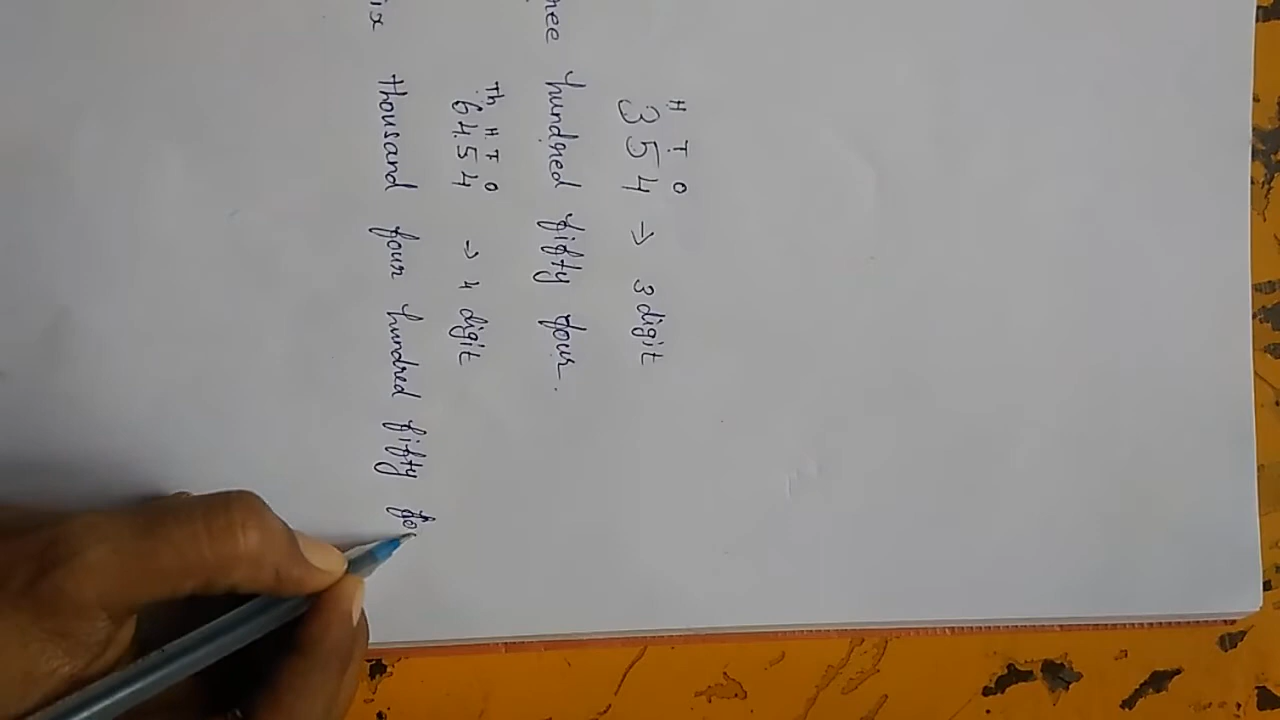 H T O
354 → 3 digit
hundred fifty four.
Th H T O
6454 → 4 digit
thousand four hundred fifty